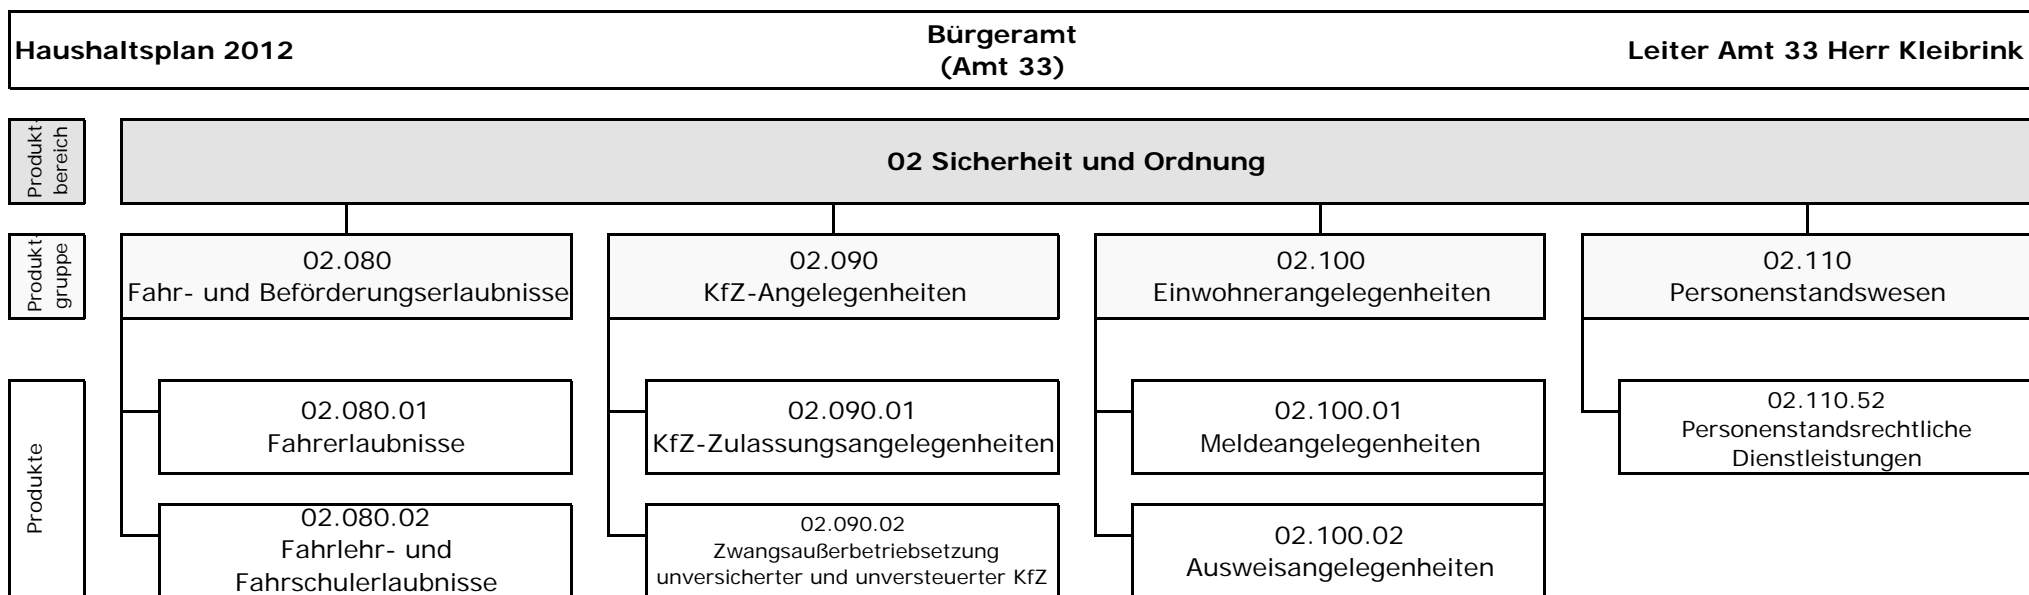 Haushaltsplan 2012
Bürgeramt
(Amt 33)
Leiter Amt 33 Herr Kleibrink
Produkt-
bereich
02 Sicherheit und Ordnung
Produkt-
gruppe
02.080
Fahr- und Beförderungserlaubnisse
02.090
KfZ-Angelegenheiten
02.100
Einwohnerangelegenheiten
02.110
Personenstandswesen
Produkte
02.080.01
Fahrerlaubnisse
02.090.01
KfZ-Zulassungsangelegenheiten
02.100.01
Meldeangelegenheiten
02.110.52
Personenstandsrechtliche
Dienstleistungen
02.080.02
Fahrlehr- und
Fahrschulerlaubnisse
02.090.02
Zwangsaußerbetriebsetzung
unversicherter und unversteuerter KfZ
02.100.02
Ausweisangelegenheiten